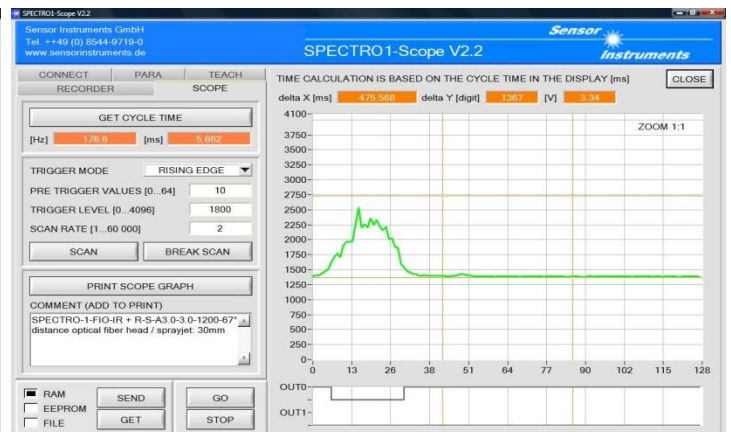 SPECTRO1-Scope V2.2
Sensor Instruments GmbH
Tel. ++49 (0) 8544-9719-0
www.sensorinstruments.de
SPECTRO1-Scope V2.2
Sensor
Instruments
CONNECT PARA TEACH
RECORDER SCOPE
GET CYCLE TIME
[Hz] 176.6 [ms] 5.662
TRIGGER MODE RISING EDGE
PRE TRIGGER VALUES [0...64] 10
TRIGGER LEVEL [0...4096] 1800
SCAN RATE [1...60 000] 2
SCAN BREAK SCAN
PRINT SCOPE GRAPH
COMMENT (ADD TO PRINT)
SPECTRO-1-FIO-IR + R-S-A3.0-3.0-1200-67°
distance optical fiber head / sprayjet: 30mm
RAM
EEPROM
FILE
SEND GO
GET STOP
TIME CALCULATION IS BASED ON THE CYCLE TIME IN THE DISPLAY [ms]
CLOSE
delta X [ms] 475.568 delta Y [digit] 1367 [V] 3.34
ZOOM 1:1
4100
3750
3500
3250
3000
2750
2500
2250
2000
1750
1500
1250
1000
750
500
250
0
0 13 26 38 51 64 77 90 102 115 128
OUT0
OUT1